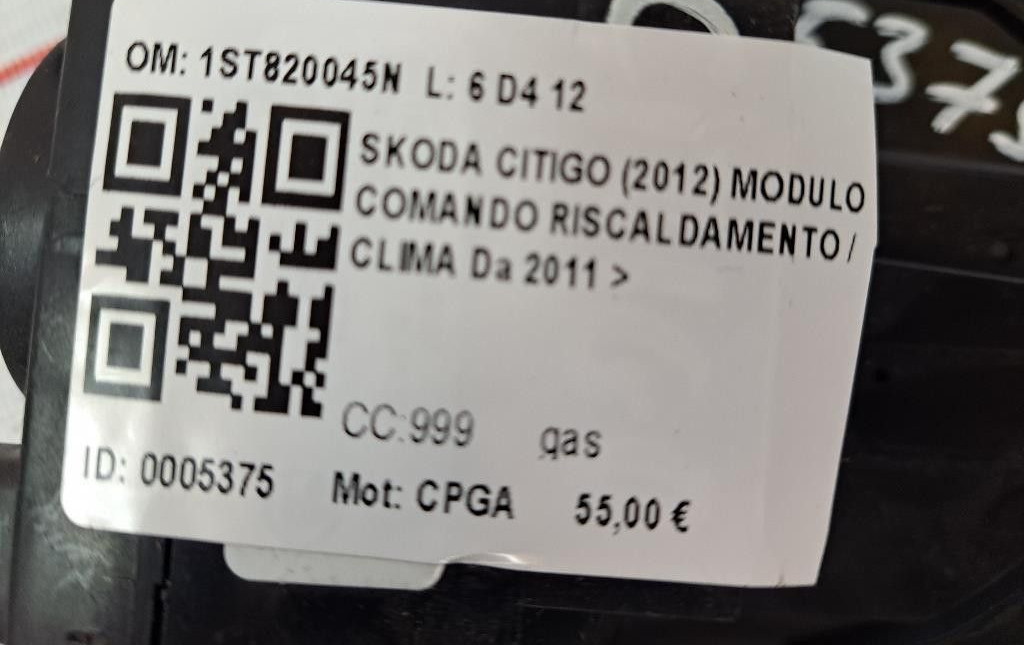 OM: 1ST820045N L: 6 D4 12
SKODA CITIGO (2012) MODULO
COMANDO RISCALDAMENTO /
CLIMA Da 2011 >
CC:999 gas
ID: 0005375 Mot: CPGA 55,00 €